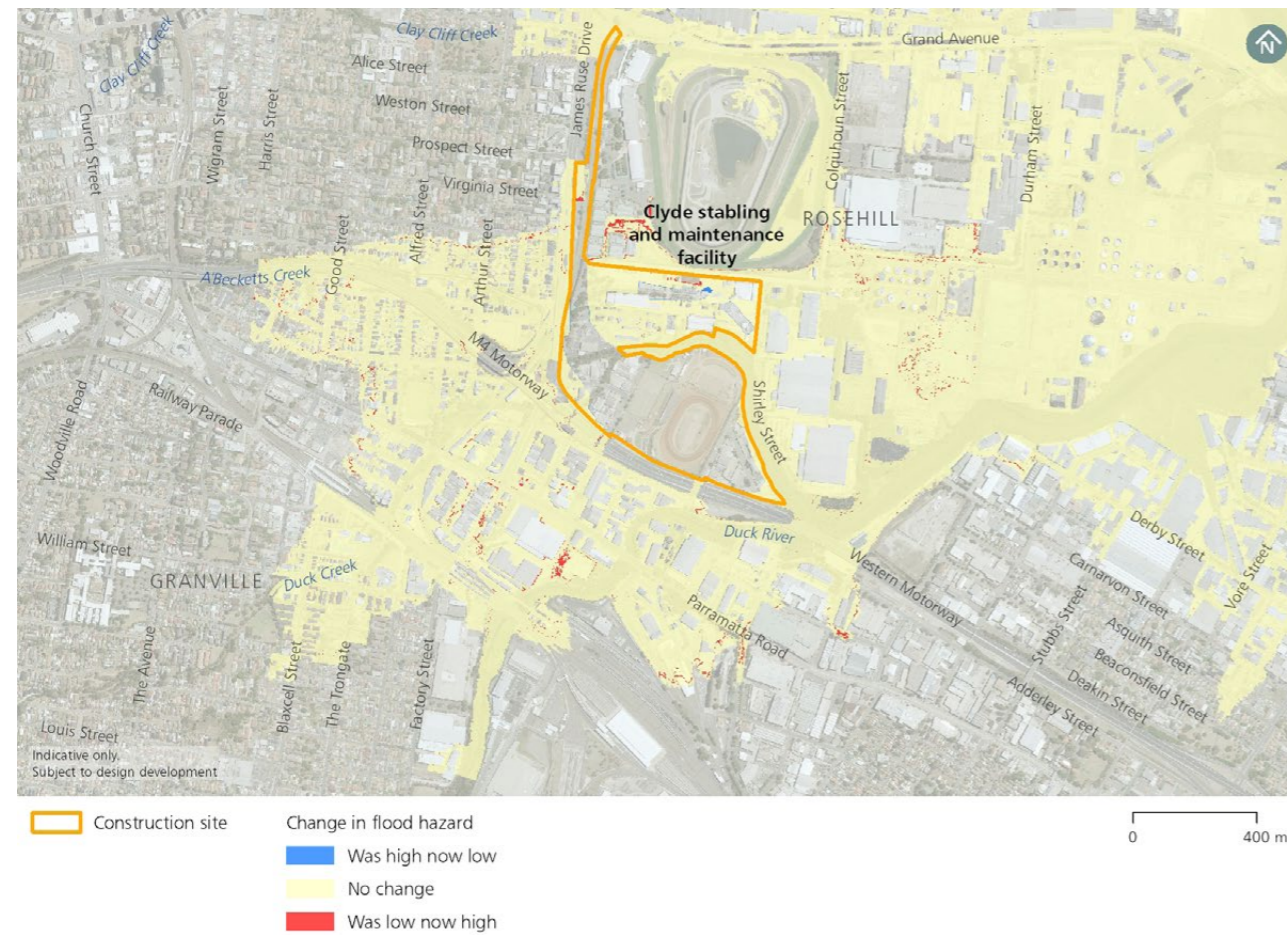 Clay Cliff Creek
Clay Cliff Creek
Grand Avenue
N
Alice Street
James Ruse Drive
Weston Street
Church Street
Wigram Street
Harris Street
Prospect Street
Colquhoun Street
Durham Street
Virginia Street
Clyde stabling
and maintenance
facility
ROSEHILL
Good Street
Alfred Street
Arthur Street
A'Becketts Creek
M4 Motorway
Railway Parade
Woodville Road
Shirley Street
William Street
GRANVILLE
Duck Creek
Duck River
Derby Street
Carnarvon Street
Vore Street
Western Motorway
Parramatta Road
Stubbs Street
Asqurth Street
Beaconsfield Street
Deakin Street
Adderley Street
The Avenue
Blaxcell Street
The Trongate
Factory Street
Louis Street
Indicative only.
Subject to design development
Construction site
Change in flood hazard
Was high now low
No change
Was low now high
0
400 m